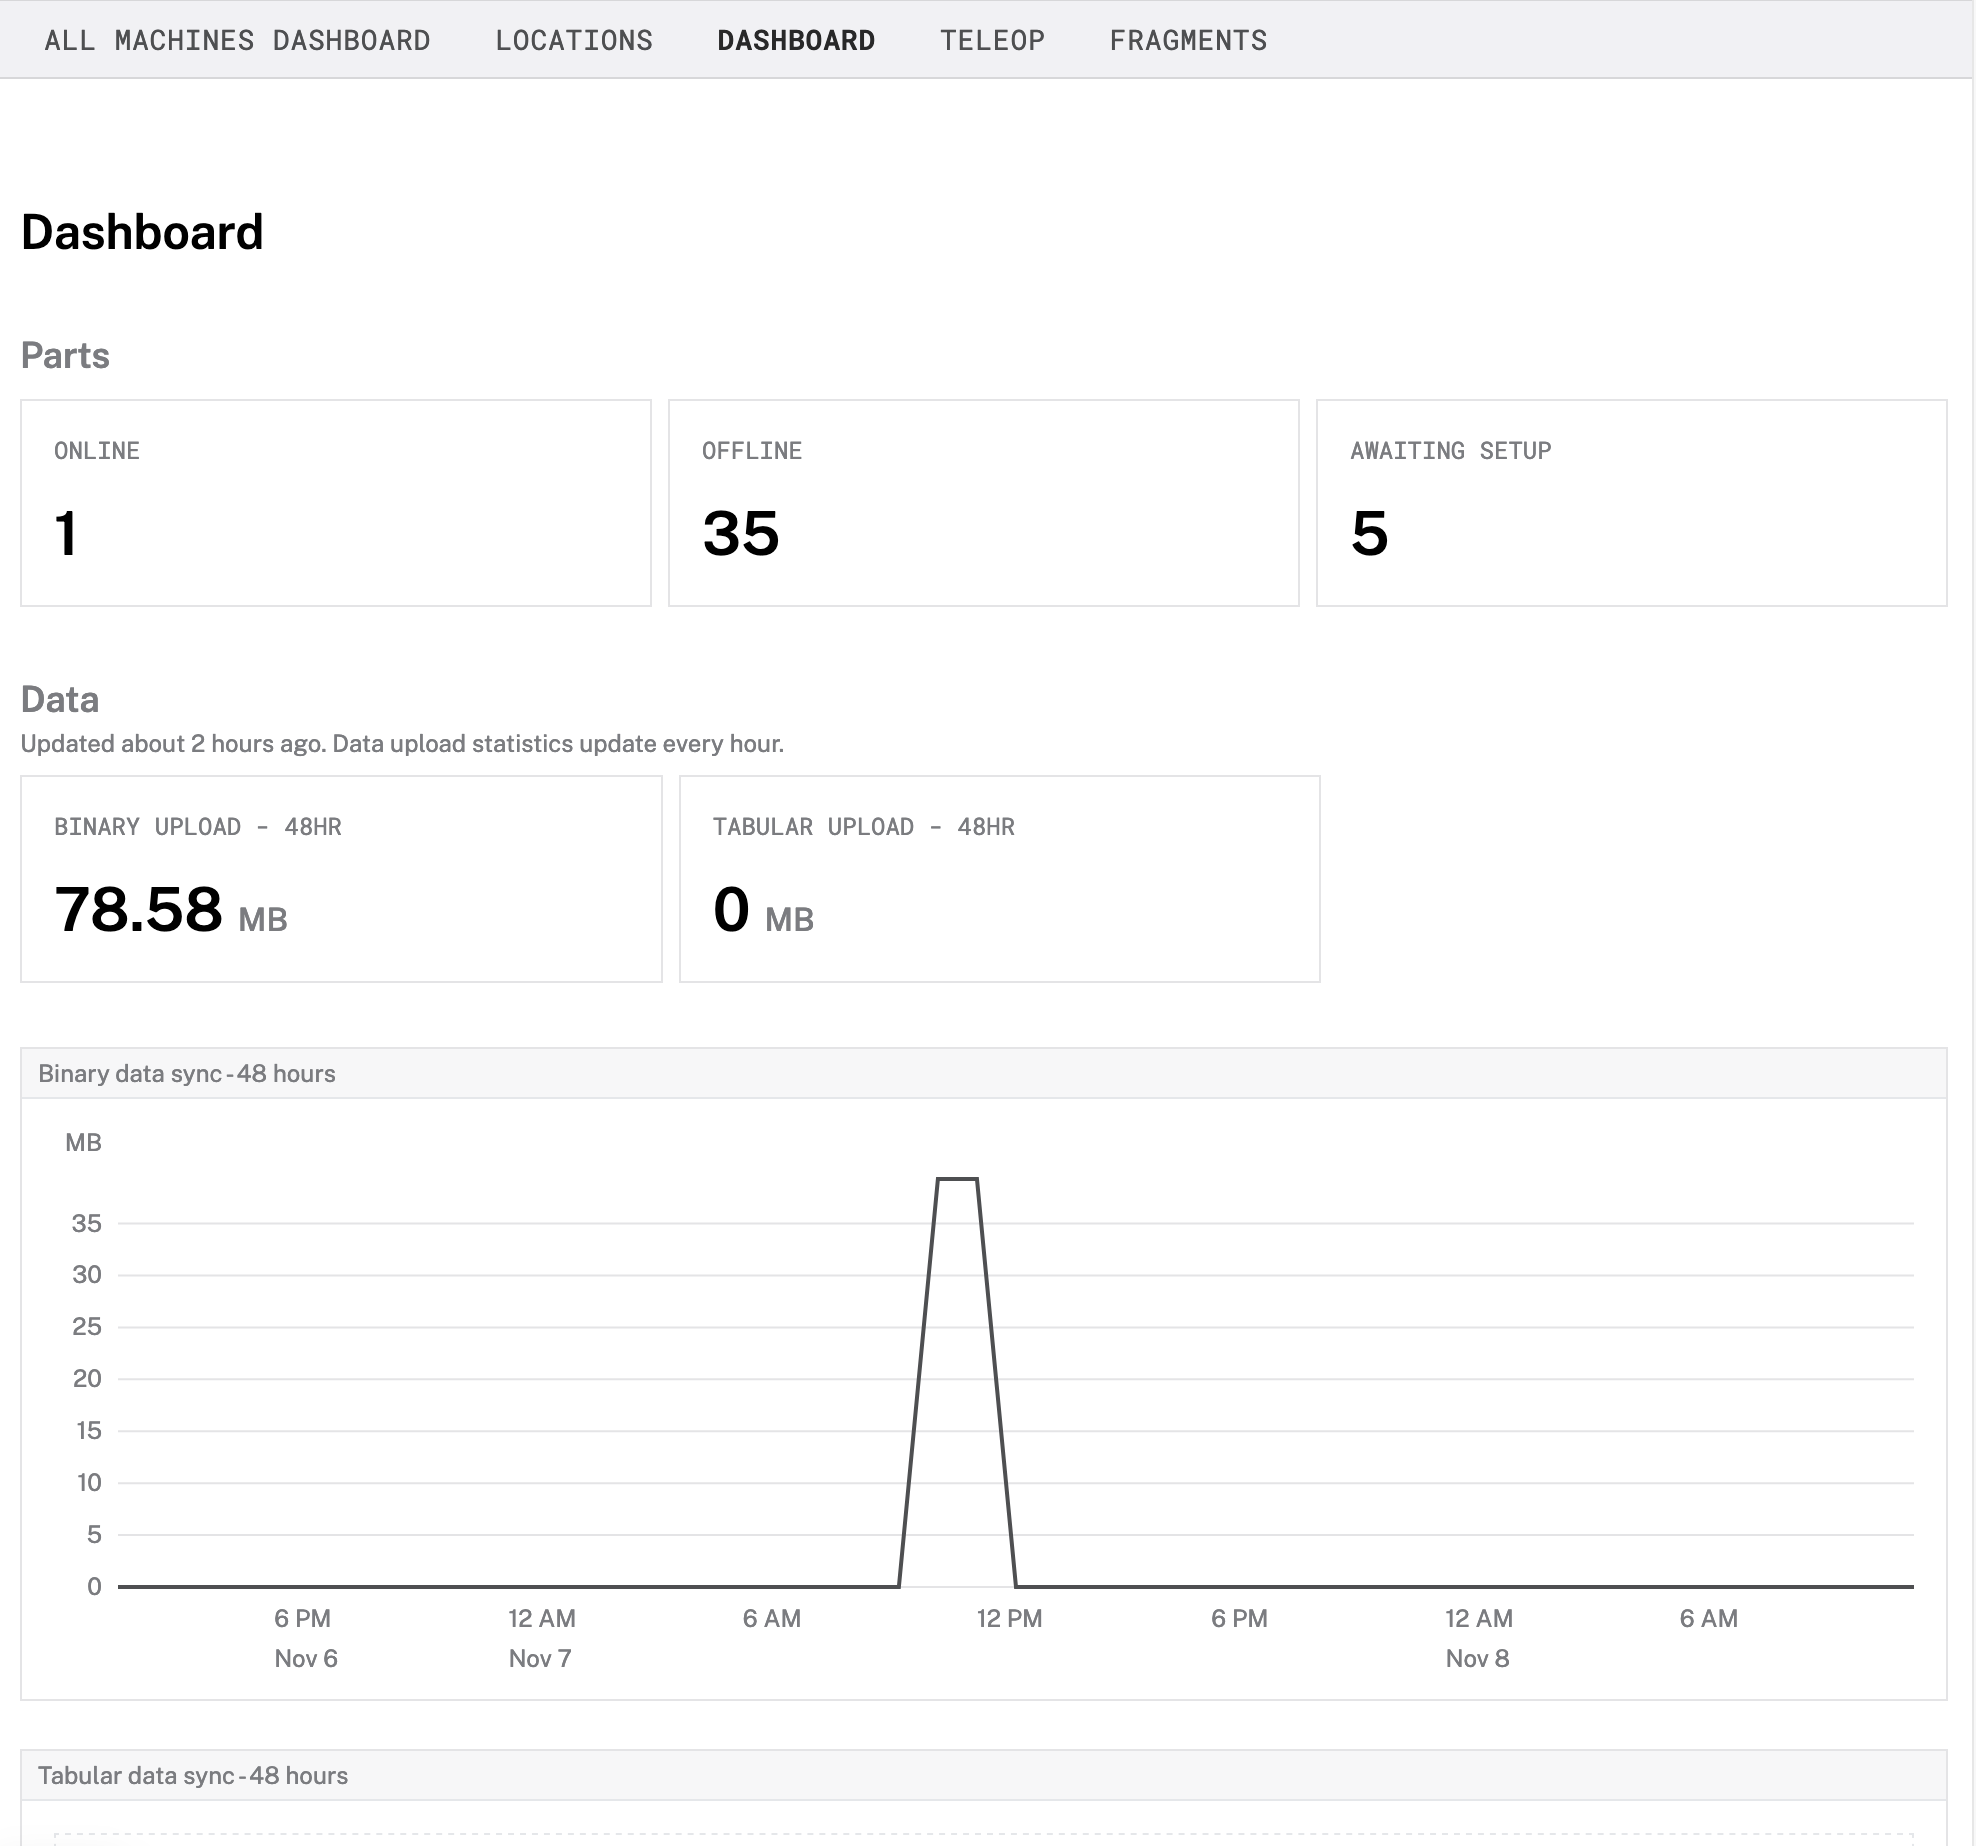 ALL MACHINES DASHBOARD LOCATIONS DASHBOARD TELEOP FRAGMENTS
Dashboard
Parts
ONLINE
1
OFFLINE
35
AWAITING SETUP
5
Data
Updated about 2 hours ago. Data upload statistics update every hour.
BINARY UPLOAD - 48HR
78.58 MB
TABULAR UPLOAD - 48HR
0 MB
Binary data sync - 48 hours
MB
35
30
25
20
15
10
5
0
6 PM 12 AM 6 AM 12 PM 6 PM 12 AM 6 AM
Nov 6 Nov 7 Nov 8
Tabular data sync - 48 hours